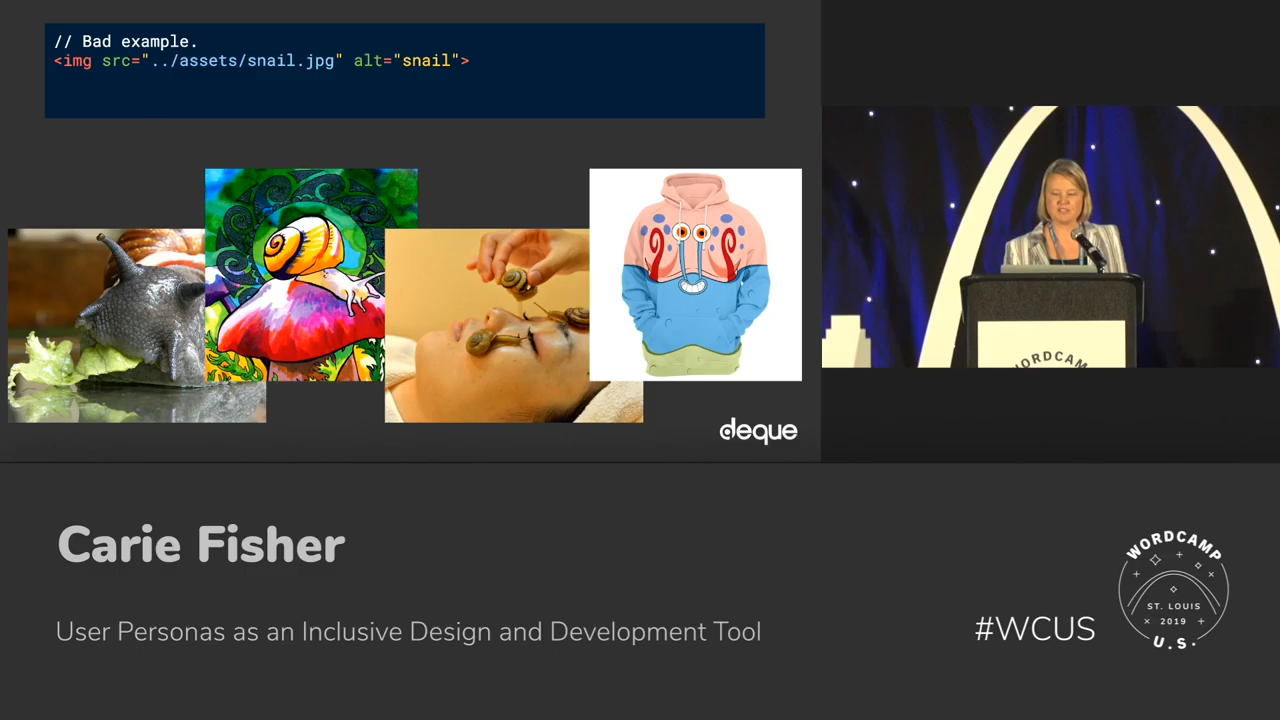 // Bad example.
<img src="../assets/snail.jpg" alt="snail">
deque
WORDCAMP
Carie Fisher
User Personas as an Inclusive Design and Development Tool
#WCUS
WORDCAMP
ST. LOUIS
2019
U.S.